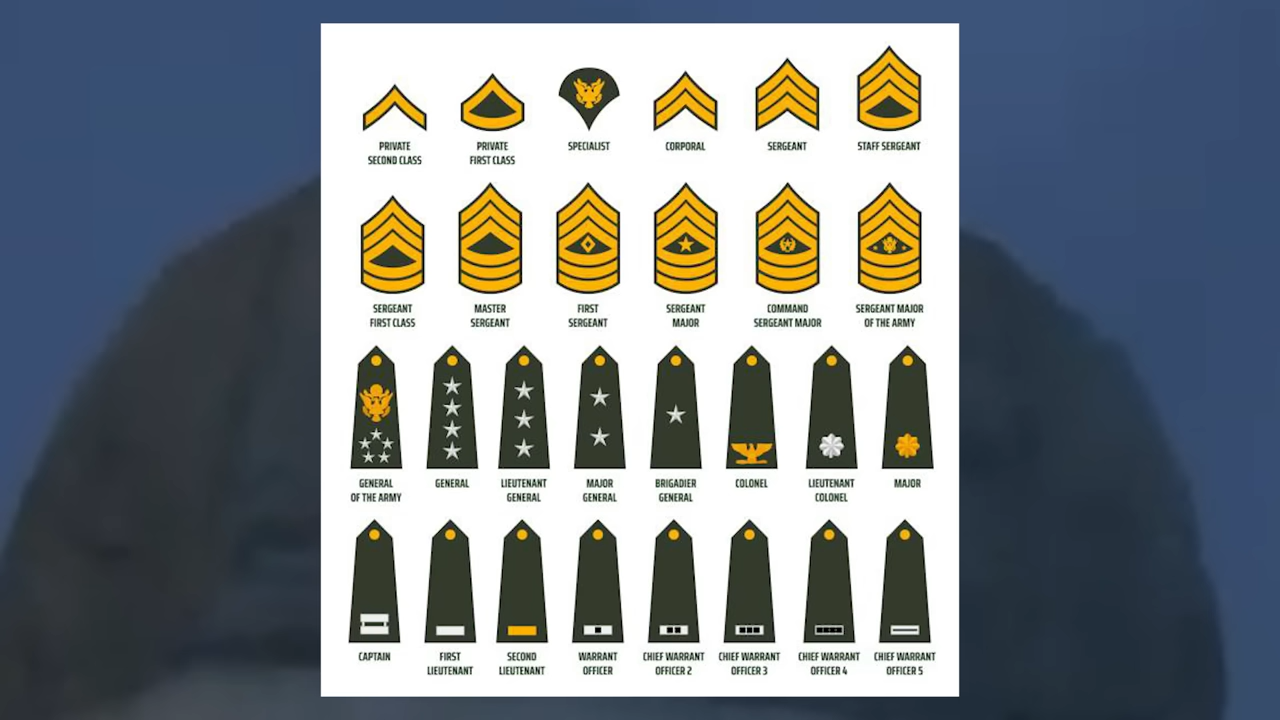 PRIVATE
SECOND CLASS
PRIVATE
FIRST CLASS
SPECIALIST
CORPORAL
SERGEANT
STAFF SERGEANT
SERGEANT
FIRST CLASS
MASTER
SERGEANT
FIRST
SERGEANT
SERGEANT
MAJOR
COMMAND
SERGEANT MAJOR
SERGEANT MAJOR
OF THE ARMY
GENERAL
OF THE ARMY
GENERAL
LIEUTENANT
GENERAL
MAJOR
GENERAL
BRIGADIER
GENERAL
COLONEL
LIEUTENANT
COLONEL
MAJOR
CAPTAIN
FIRST
LIEUTENANT
SECOND
LIEUTENANT
WARRANT
OFFICER
CHIEF WARRANT
OFFICER 2
CHIEF WARRANT
OFFICER 3
CHIEF WARRANT
OFFICER 4
CHIEF WARRANT
OFFICER 5